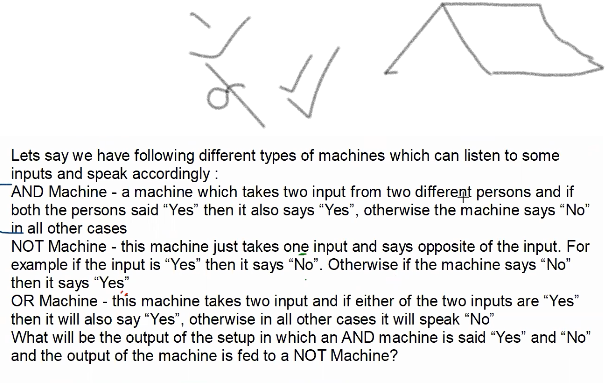 Lets say we have following different types of machines which can listen to some
inputs and speak accordingly :
AND Machine - a machine which takes two input from two different persons and if
both the persons said “Yes” then it also says “Yes”, otherwise the machine says “No”
in all other cases
NOT Machine - this machine just takes one input and says opposite of the input. For
example if the input is “Yes” then it says “No”. Otherwise if the machine says “No”
then it says “Yes”
OR Machine - this machine takes two input and if either of the two inputs are “Yes”
then it will also say “Yes”, otherwise in all other cases it will speak “No”
What will be the output of the setup in which an AND machine is said “Yes” and “No”
and the output of the machine is fed to a NOT Machine?